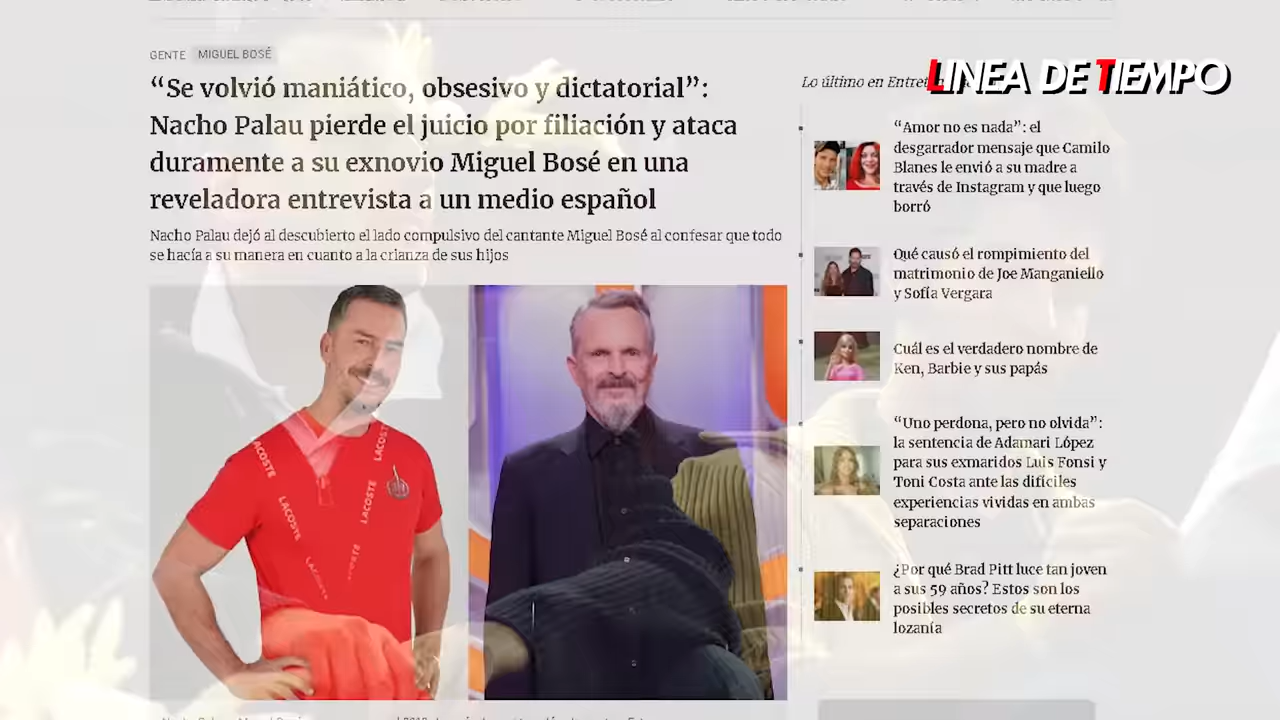 LINEA DE TIEMPO
GENTE MIGUEL BOSÉ
“Se volvió maniático, obsesivo y dictatorial”:
Nacho Palau pierde el juicio por filiación y ataca
duramente a su exnovio Miguel Bosé en una
reveladora entrevista a un medio español
Nacho Palau dejó al descubierto el lado compulsivo del cantante Miguel Bosé al confesar que todo
se hacía a su manera en cuanto a la crianza de sus hijos
LACOSTE
LACOSTE
LACOSTE
LACOSTE
Lo último en
“Amor no es nada”: el
desgarrador mensaje que Camilo
Blanes le envió a su madre a
través de Instagram y que luego
borró
Qué causó el rompimiento del
matrimonio de Joe Manganiello
y Sofía Vergara
Cuál es el verdadero nombre de
Ken, Barbie y sus papás
“Uno perdona, pero no olvida”:
la sentencia de Adamari López
para sus exmaridos Luis Fonsi y
Toni Costa ante las difíciles
experiencias vividas en ambas
separaciones
¿Por qué Brad Pitt luce tan joven
a sus 59 años? Estos son los
posibles secretos de su eterna
lozanía